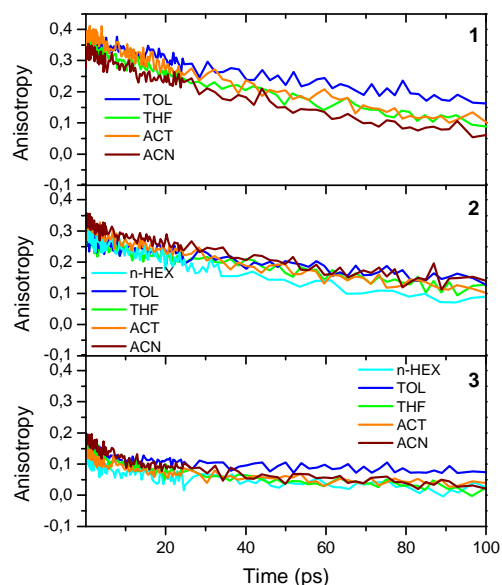 0,4
1
0,3
0,2
TOL
THF
0,1
ACT
0,0
ACN
-0,1
0,4
2
0,3
0,2
n-HEX
0,1
TOL
THF
0,0
ACT
ACN
-0,1
0,4
n-HEX
3
TOL
0,3
THF
ACT
0,2
ACN
0,1
0,0
-0,1
Anisotropy
Anisotropy
Anisotropy
20
40
60
80
100
Time (ps)